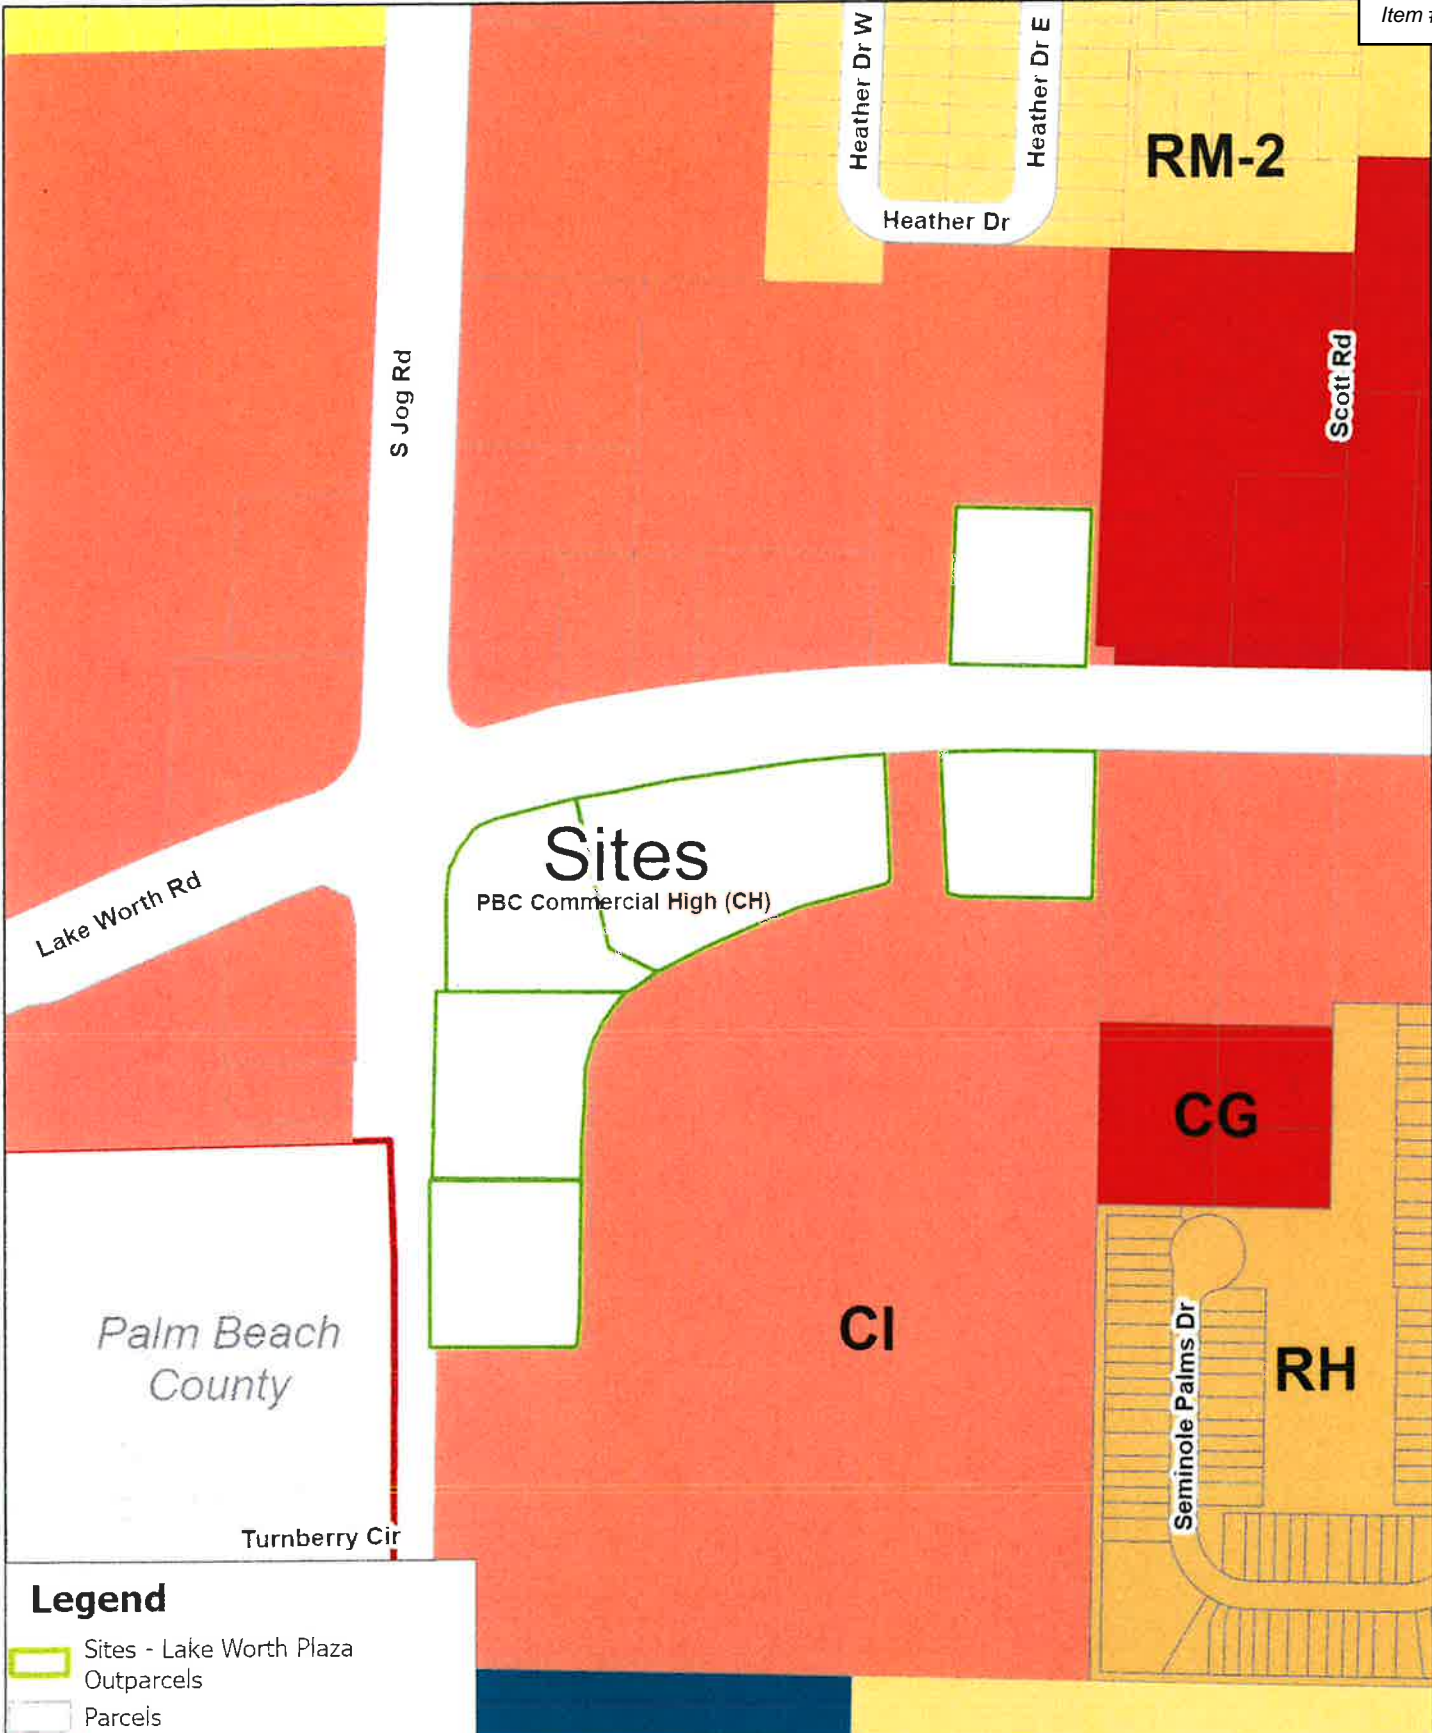 Item #
Heather Dr W
Heather Dr E
RM-2
Heather Dr
Scott Rd
S Jog Rd
Sites
PBC Commercial High (CH)
Lake Worth Rd
CG
Palm Beach
County
CI
RH
Seminole Palms Dr
Turnberry Cir
Legend
Sites - Lake Worth Plaza
Outparcels
Parcels